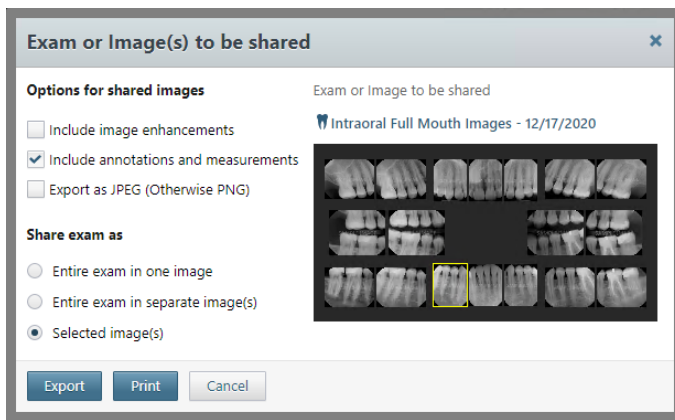 Exam or Image(s) to be shared
Options for shared images
Include image enhancements
Include annotations and measurements
Export as JPEG (Otherwise PNG)
Share exam as
Entire exam in one image
Entire exam in separate image(s)
Selected image(s)
Exam or Image to be shared
Intraoral Full Mouth Images - 12/17/2020
Export
Print
Cancel